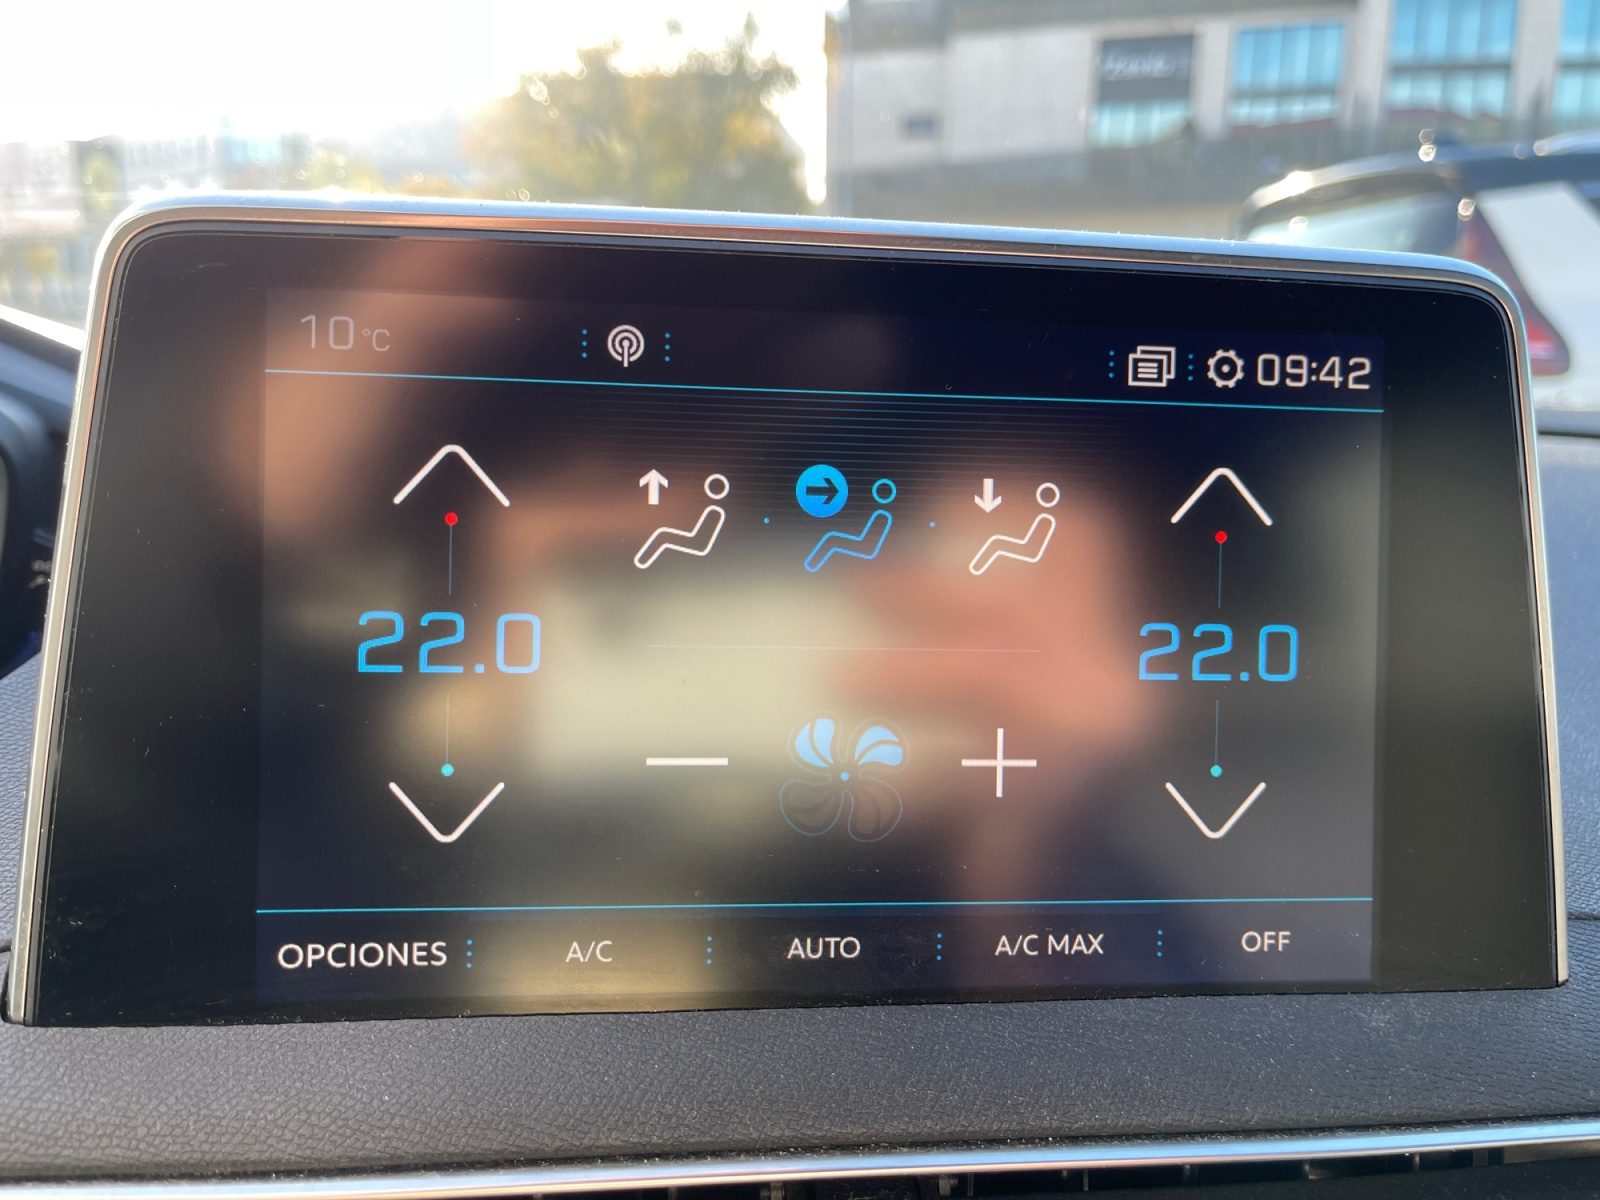 10°C
09:42
22.0
22.0
OPCIONES
A/C
AUTO
A/C MAX
OFF